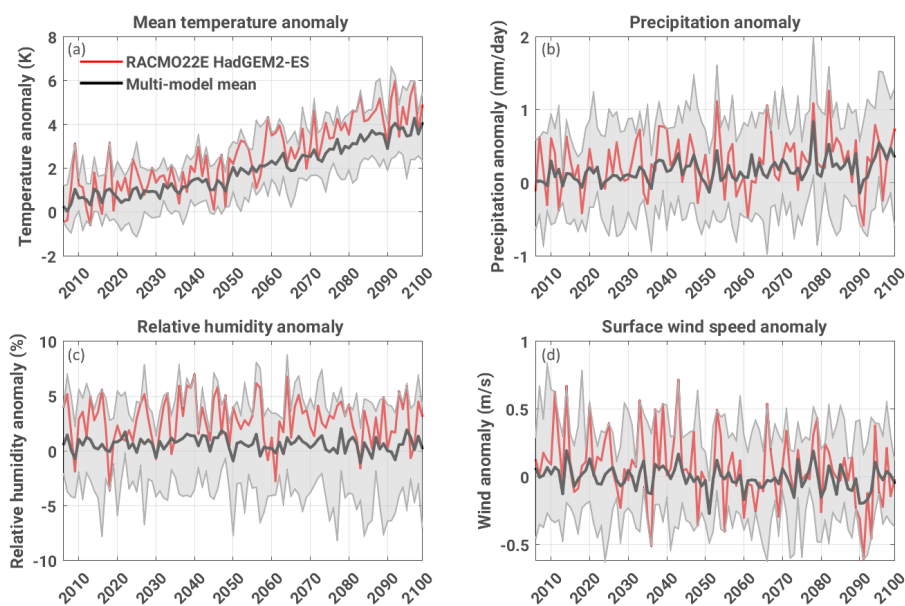 Mean temperature anomaly
Temperature anomaly (K)
8
6
4
2
0
-2
(a)
RACMO22E HadGEM2-ES
Multi-model mean
2010 2020 2030 2040 2050 2060 2070 2080 2090 2100
Precipitation anomaly
Precipitation anomaly (mm/day)
2
1
0
-1
(b)
2010 2020 2030 2040 2050 2060 2070 2080 2090 2100
Relative humidity anomaly
Relative humidity anomaly (%)
10
5
0
-5
-10
(c)
2010 2020 2030 2040 2050 2060 2070 2080 2090 2100
Surface wind speed anomaly
Wind anomaly (m/s)
1
0.5
0
-0.5
(d)
2010 2020 2030 2040 2050 2060 2070 2080 2090 2100